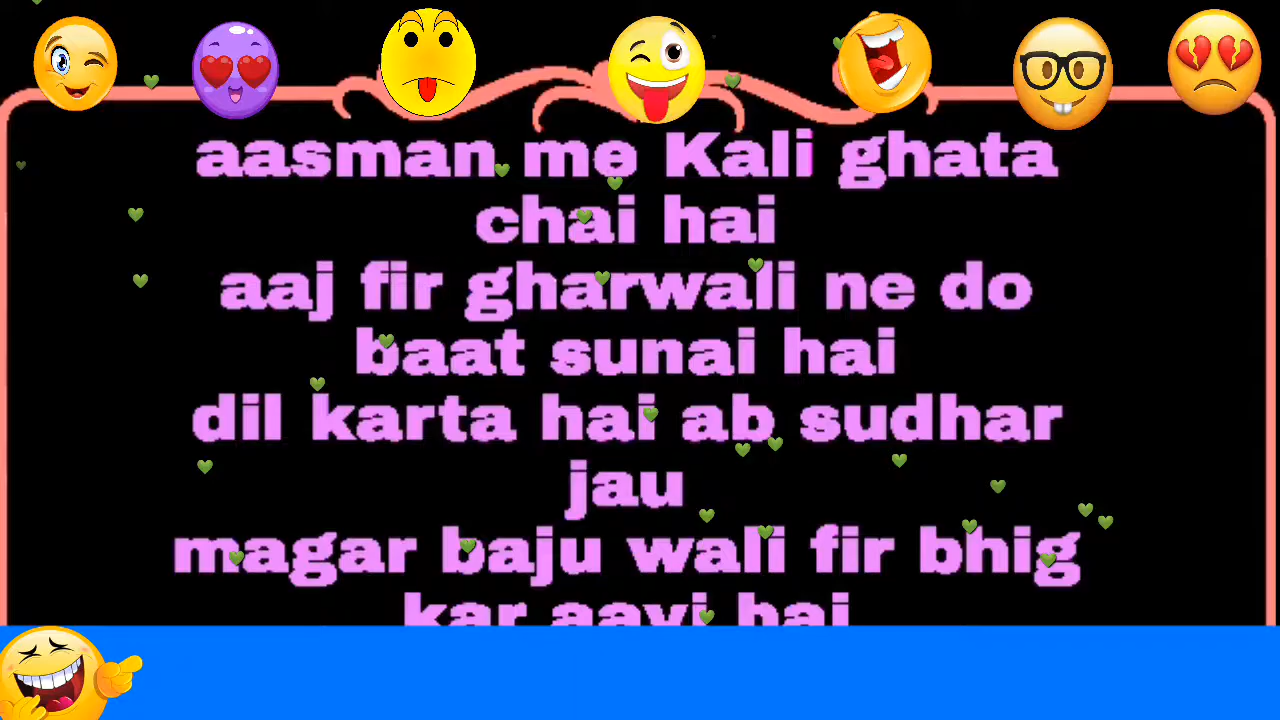 aasman me Kali ghata
chai hai
aaj fir gharwali ne do
baat sunai hai
dil karta hai ab sudhar
jau
magar baju wali fir bhig
kar aayi hai